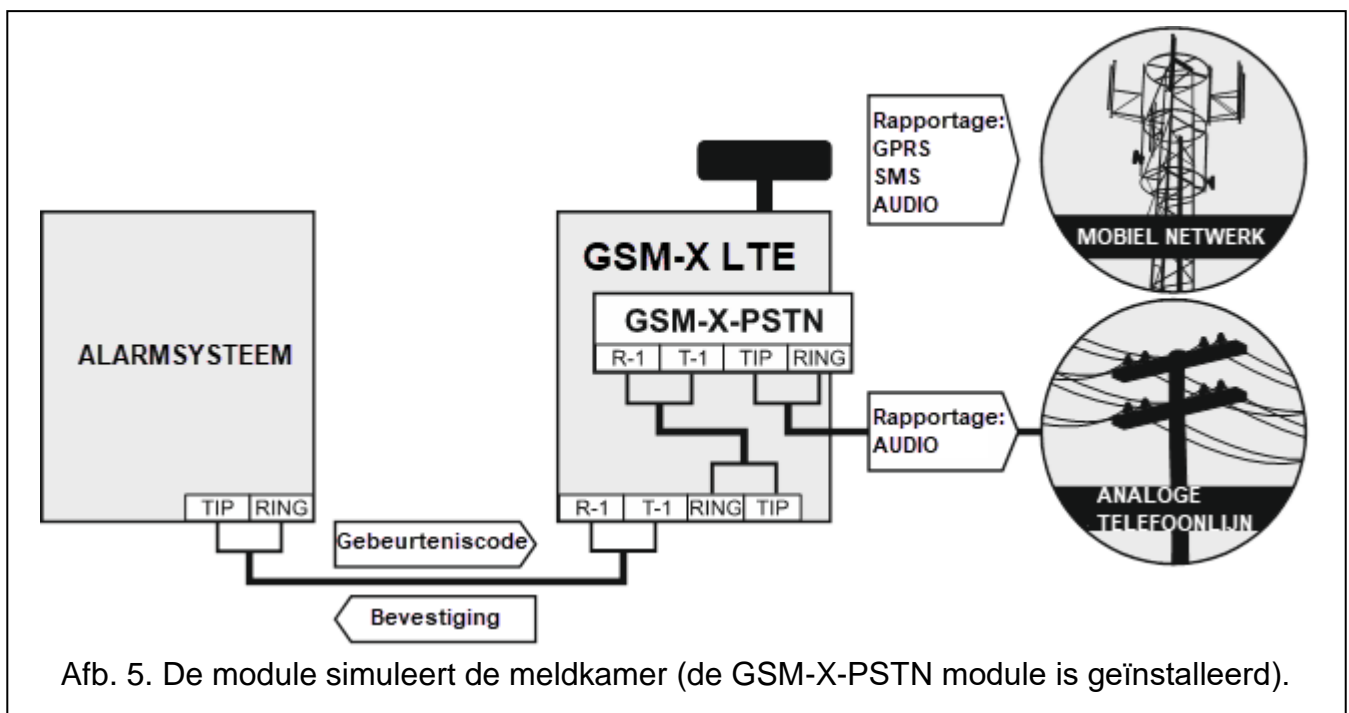 Rapportage:
GPRS
SMS
AUDIO
MOBIEL NETWERK
GSM-X LTE
GSM-X-PSTN
R-1 T-1 TIP RING
ALARMSYSTEEM
Rapportage:
AUDIO
ANALOGE
TELEFOONLIJN
TIP RING
R-1 T-1 RING TIP
Gebeurteniscode
Bevestiging
Afb. 5. De module simuleert de meldkamer (de GSM-X-PSTN module is geïnstalleerd).